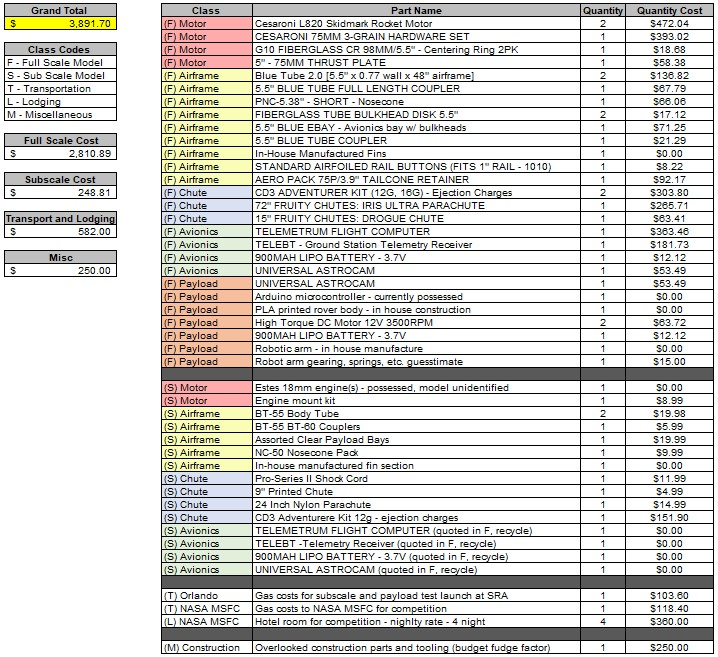 Grand Total
$ 3,891.70
Class Codes
F - Full Scale Model
S - Sub Scale Model
T - Transportation
L - Lodging
M - Miscellaneous
Full Scale Cost
$ 2,810.89
Subscale Cost
$ 248.81
Transport and Lodging
$ 582.00
Misc
$ 250.00
Class Part Name Quantity Quantity Cost
(F) Motor Cesaroni L820 Skidmark Rocket Motor 2 $472.04
(F) Motor CESARONI 75MM 3-GRAIN HARDWARE SET 1 $393.02
(F) Motor G10 FIBERGLASS CR 98MM/5.5" - Centering Ring 2PK 1 $18.68
(F) Motor 5" - 75MM THRUST PLATE 1 $58.38
(F) Airframe Blue Tube 2.0 [5.5" x 0.77 wall x 48" airframe] 2 $136.82
(F) Airframe 5.5" BLUE TUBE FULL LENGTH COUPLER 1 $67.79
(F) Airframe PNC-5.38" - SHORT - Nosecone 1 $66.06
(F) Airframe FIBERGLASS TUBE BULKHEAD DISK 5.5" 2 $17.12
(F) Airframe 5.5" BLUE EBAY - Avionics bay w/ bulkheads 1 $71.25
(F) Airframe 5.5" BLUE TUBE COUPLER 1 $21.29
(F) Airframe In-House Manufactured Fins 1 $0.00
(F) Airframe STANDARD AIRFOILED RAIL BUTTONS (FITS 1" RAIL - 1010) 1 $8.22
(F) Airframe AERO PACK 75P/3.9" TAILCONE RETAINER 1 $92.17
(F) Chute CD3 ADVENTURER KIT (12G, 16G) - Ejection Charges 2 $303.80
(F) Chute 72" FRUITY CHUTES: IRIS ULTRA PARACHUTE 1 $265.71
(F) Chute 15" FRUITY CHUTES: DROGUE CHUTE 1 $63.41
(F) Avionics TELEMETRUM FLIGHT COMPUTER 1 $363.46
(F) Avionics TELEBT - Ground Station Telemetry Receiver 1 $181.73
(F) Avionics 900MAH LIPO BATTERY - 3.7V 1 $12.12
(F) Avionics UNIVERSAL ASTROCAM 1 $53.49
(F) Payload UNIVERSAL ASTROCAM 1 $53.49
(F) Payload Arduino microcontroller - currently possessed 1 $0.00
(F) Payload PLA printed rover body - in house construction 1 $0.00
(F) Payload High Torque DC Motor 12V 3500RPM 2 $63.72
(F) Payload 900MAH LIPO BATTERY - 3.7V 1 $12.12
(F) Payload Robotic arm - in house manufacture 1 $0.00
(F) Payload Robot arm gearing, springs, etc. guesstimate 1 $15.00
(S) Motor Estes 18mm engine(s) - possessed, model unidentified 1 $0.00
(S) Motor Engine mount kit 1 $8.99
(S) Airframe BT-55 Body Tube 2 $19.98
(S) Airframe BT-55 BT-60 Couplers 1 $5.99
(S) Airframe Assorted Clear Payload Bays 1 $19.99
(S) Airframe NC-50 Nosecone Pack 1 $9.99
(S) Airframe In-house manufactured fin section 1 $0.00
(S) Chute Pro-Series II Shock Cord 1 $11.99
(S) Chute 9" Printed Chute 1 $4.99
(S) Chute 24 Inch Nylon Parachute 1 $14.99
(S) Chute CD3 Adventurere Kit 12g - ejection charges 1 $151.90
(S) Avionics TELEMETRUM FLIGHT COMPUTER (quoted in F, recycle) 1 $0.00
(S) Avionics TELEBT -Telemetry Receiver (quoted in F, recycle) 1 $0.00
(S) Avionics 900MAH LIPO BATTERY - 3.7V (quoted in F, recycle) 1 $0.00
(S) Avionics UNIVERSAL ASTROCAM (quoted in F, recycle) 1 $0.00
(T) Orlando Gas costs for subscale and payload test launch at SRA 1 $103.60
(T) NASA MSFC Gas costs to NASA MSFC for competition 1 $118.40
(L) NASA MSFC Hotel room for competition - nighlty rate - 4 night 4 $360.00
(M) Construction Overlooked construction parts and tooling (budget fudge factor) 1 $250.00